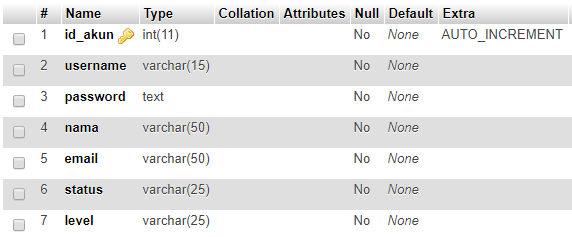 # Name Type Collation Attributes Null Default Extra
1 id_akun int(11) No None AUTO_INCREMENT
2 username varchar(15) No None
3 password text No None
4 nama varchar(50) No None
5 email varchar(50) No None
6 status varchar(25) No None
7 level varchar(25) No None